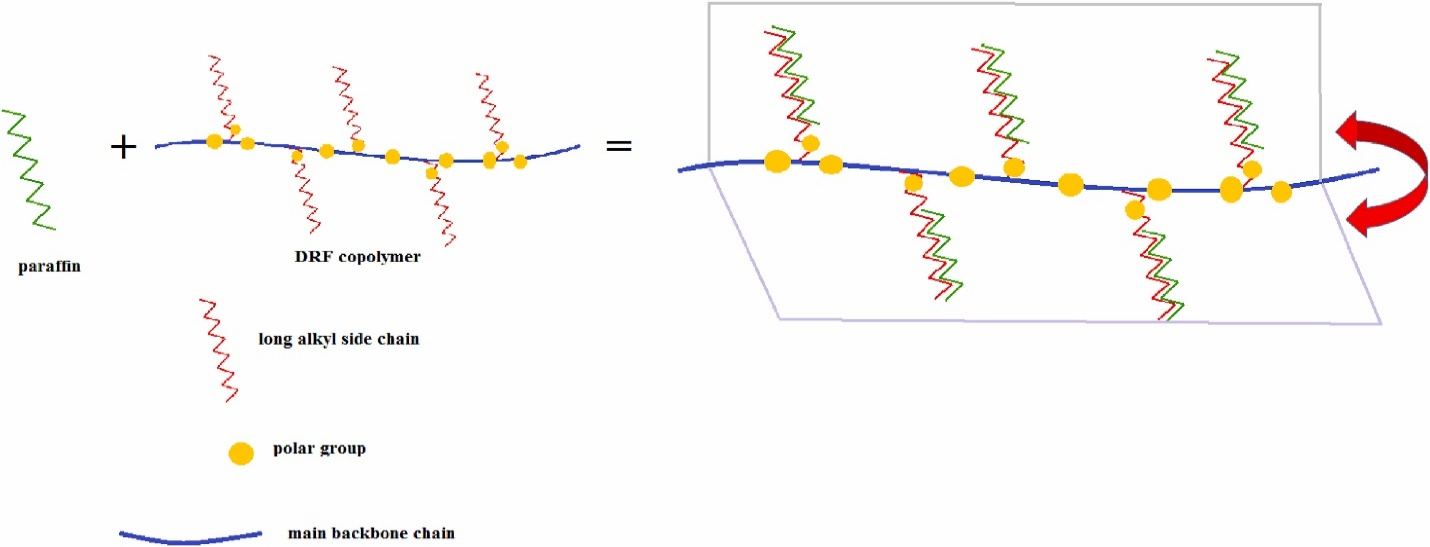 +
=
paraffin
DRF copolymer
long alkyl side chain
polar group
main backbone chain